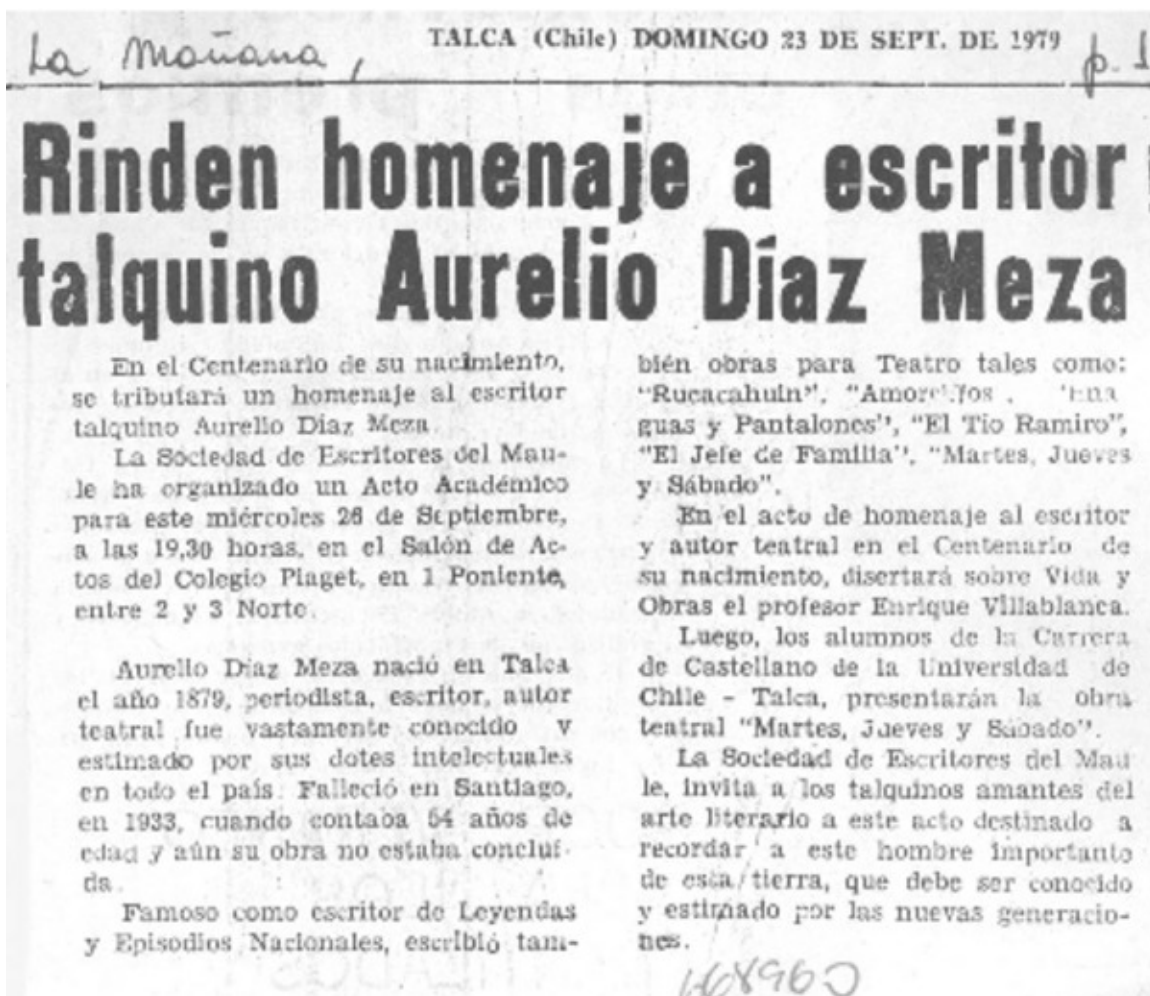 La Mañana,
TALCA (Chile) DOMINGO 23 DE SEPT. DE 1979
p. 1
Rinden homenaje a escritor
talquino Aurelio Díaz Meza
En el Centenario de su nacimiento,
se tributará un homenaje al escritor
talquino Aurelio Díaz Meza
La Sociedad de Escritores del Mau-
le ha organizado un Acto Académico
para este miércoles 26 de Septiembre,
a las 19,30 horas, en el Salón de Ac-
tos del Colegio Piaget, en 1 Poniente,
entre 2 y 3 Norte.
Aurelio Díaz Meza nació en Talca
el año 1879, periodista, escritor, autor
teatral fue vastamente conocido y
estimado por sus dotes intelectuales
en todo el país. Falleció en Santiago,
en 1933, cuando contaba 54 años de
edad y aún su obra no estaba concluí-
da.
Famoso como escritor de Leyendas
y Episodios Nacionales, escribió tam-
bién obras para Teatro tales como:
"Rucacahuin", "Amorcillos, "Ena
guas y Pantalones", "El Tío Ramiro",
"El Jefe de Familia", "Martes, Jueves
y Sábado".
En el acto de homenaje al escritor
y autor teatral en el Centenario de
su nacimiento, disertará sobre Vida y
Obras el profesor Enrique Villablanca.
Luego, los alumnos de la Carrera
de Castellano de la Universidad de
Chile - Talca, presentarán la obra
teatral "Martes, Jueves y Sábado".
La Sociedad de Escritores del Mau
le, invita a los talquinos amantes del
arte literario a este acto destinado a
recordar a este hombre importante
de esta tierra, que debe ser conocido
y estimado por las nuevas generacio-
nes.